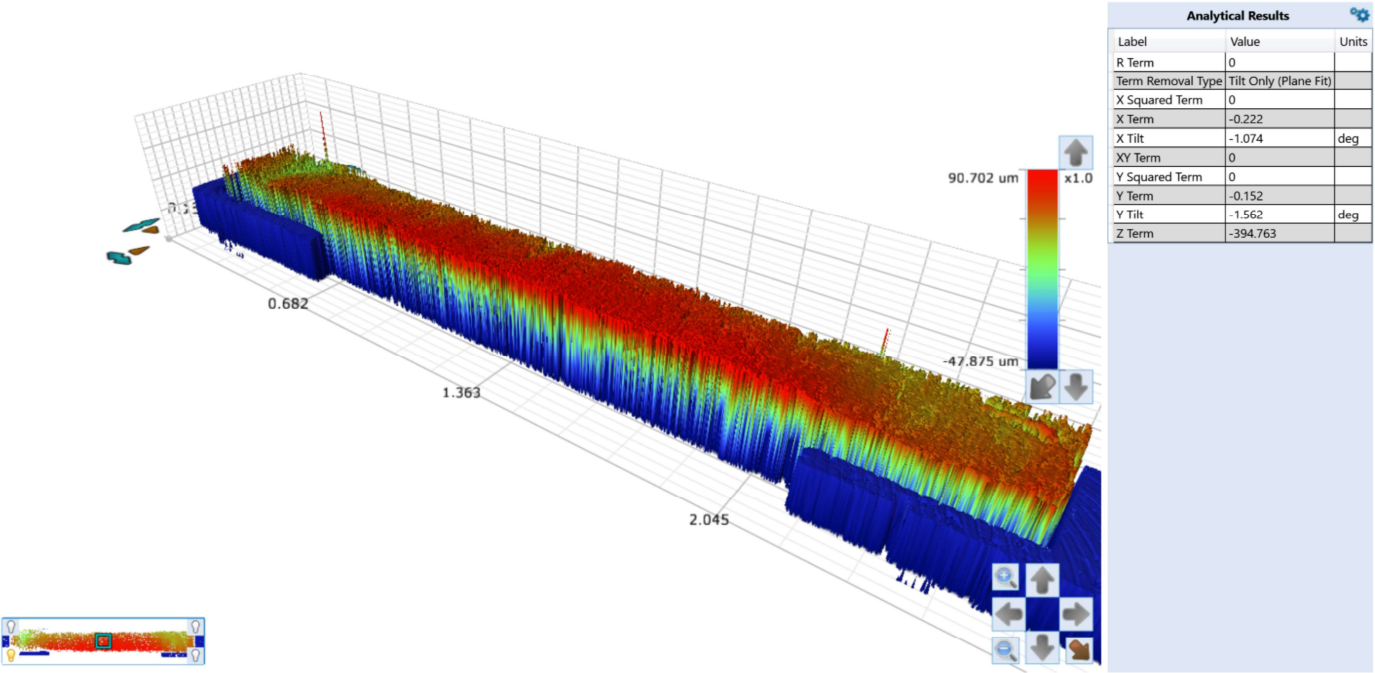 Analytical Results
Label Value Units
R Term 0
Term Removal Type Tilt Only (Plane Fit)
X Squared Term 0
X Term -0.222
X Tilt -1.074 deg
XY Term 0
Y Squared Term 0
Y Term -0.152
Y Tilt -1.562 deg
Z Term -394.763
90.702 um x1.0
-47.875 um
0.682
1.363
2.045